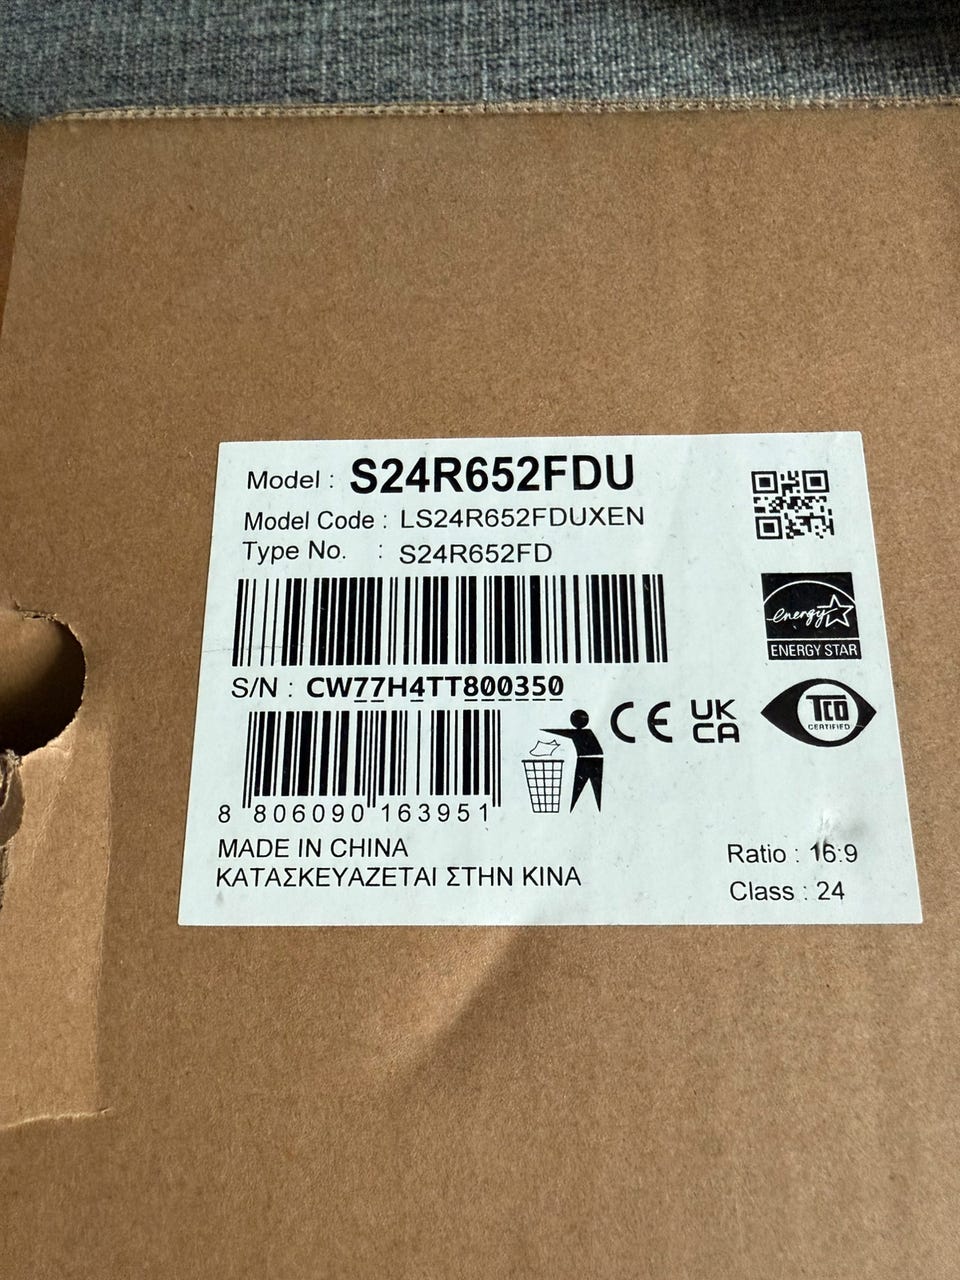 Model : S24R652FDU
Model Code : LS24R652FDUXEN
Type No. : S24R652FD
energy
ENERGY STAR
S/N : CW77H4TT800350
CE UK CA
TCO
CERTIFIED
8 806090 163951
MADE IN CHINA
ΚΑΤΑΣΚΕΥΑΖΕΤΑΙ ΣΤΗΝ ΚΙΝΑ
Ratio : 16:9
Class : 24